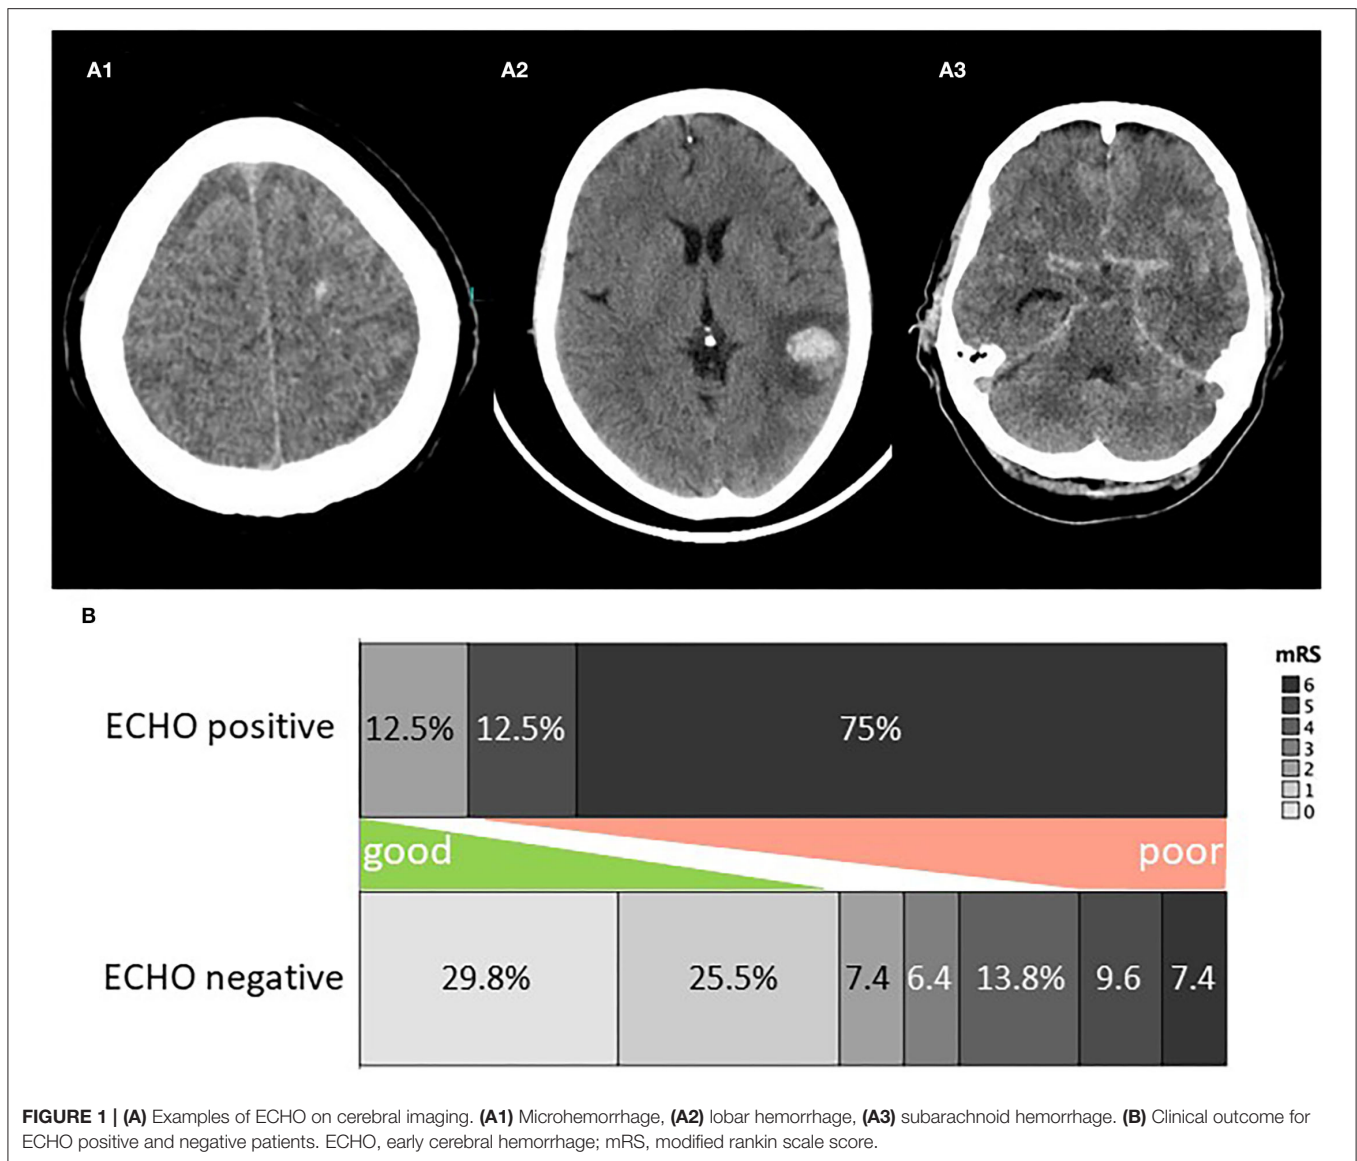 A1
A2
A3
B
mRS
6
5
4
3
2
1
0
ECHO positive
12.5%
12.5%
75%
good
poor
ECHO negative
29.8%
25.5%
7.4
6.4
13.8%
9.6
7.4
FIGURE 1 | (A) Examples of ECHO on cerebral imaging. (A1) Microhemorrhage, (A2) lobar hemorrhage, (A3) subarachnoid hemorrhage. (B) Clinical outcome for
ECHO positive and negative patients. ECHO, early cerebral hemorrhage; mRS, modified rankin scale score.